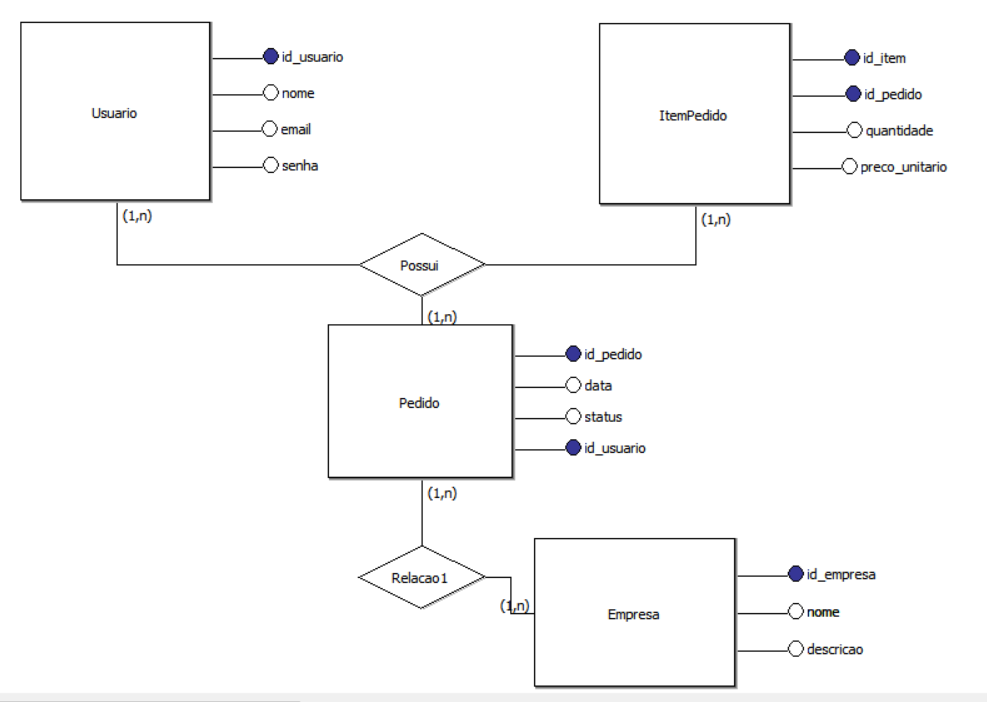 Usuario
id_usuario
nome
email
senha
(1,n)
ItemPedido
id_item
id_pedido
quantidade
preco_unitario
(1,n)
Possui
(1,n)
Pedido
id_pedido
data
status
id_usuario
(1,n)
Relacao1
(1,n)
Empresa
id_empresa
nome
descricao